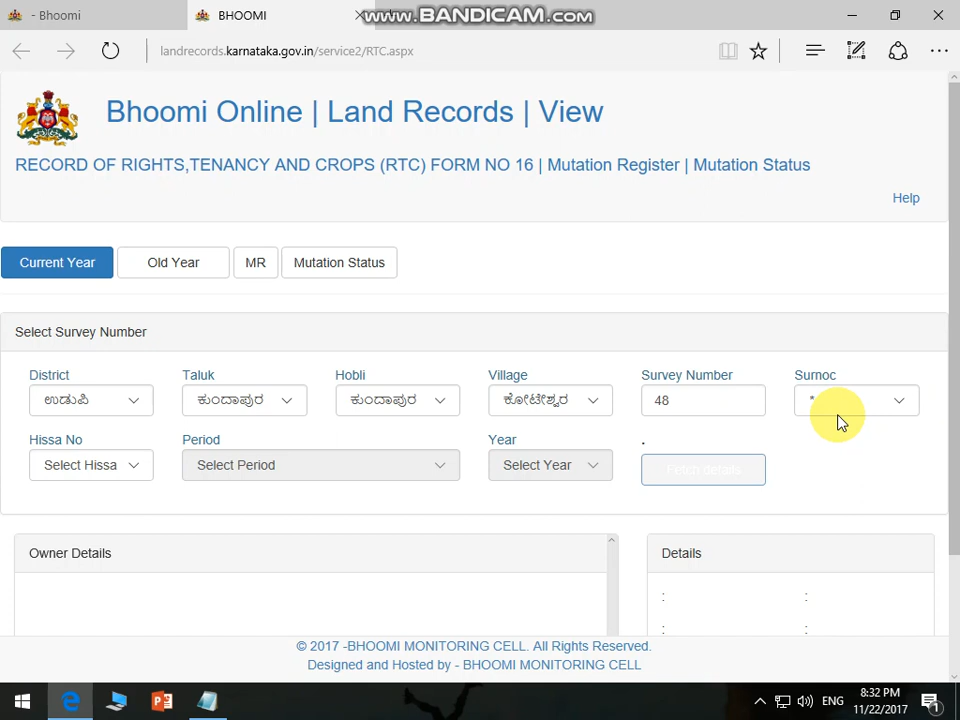 - Bhoomi
BHOOMI
www.BANDICAM.com
landrecords.karnataka.gov.in/service2/RTC.aspx
Bhoomi Online | Land Records | View
RECORD OF RIGHTS,TENANCY AND CROPS (RTC) FORM NO 16 | Mutation Register | Mutation Status
Help
Current Year Old Year MR Mutation Status
Select Survey Number
District Taluk Hobli Village Survey Number Surnoc
ಉಡುಪಿ ಕುಂದಾಪುರ ಕುಂದಾಪುರ ಕೋಟೇಶ್ವರ 48 *
Hissa No Period Year .
Select Hissa Select Period Select Year Fetch details
Owner Details Details
: :
: :
© 2017 -BHOOMI MONITORING CELL. All Rights Reserved.
Designed and Hosted by - BHOOMI MONITORING CELL
ENG
8:32 PM
11/22/2017
1